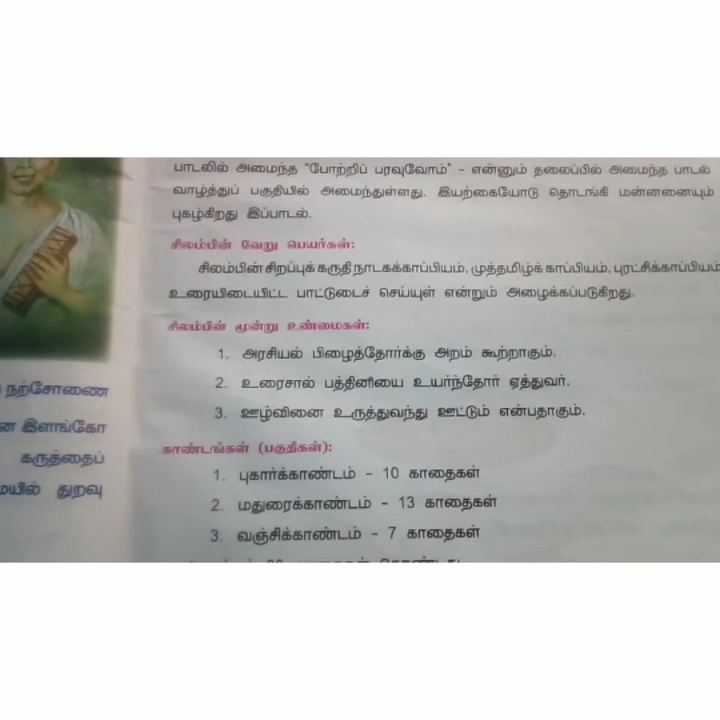 பாடலில் அமைந்த "போற்றிப் பரவுவோம்" - என்னும் தலைப்பில் அமைந்த பாடல்
வாழ்த்துப் பகுதியில் அமைந்துள்ளது. இயற்கையோடு தொடங்கி மன்னனையும்
புகழ்கிறது இப்பாடல்.
சிலம்பின் வேறு பெயர்கள்:
சிலம்பின் சிறப்புக் கருதி நாடகக்காப்பியம், முத்தமிழ்க் காப்பியம், புரட்சிக்காப்பியம்
உரையிடையிட்ட பாட்டுடைச் செய்யுள் என்றும் அழைக்கப்படுகிறது.
சிலம்பின் மூன்று உண்மைகள்:
1. அரசியல் பிழைத்தோர்க்கு அறம் கூற்றாகும்.
2. உரைசால் பத்தினியை உயர்ந்தோர் ஏத்துவர்.
3. ஊழ்வினை உருத்துவந்து ஊட்டும் என்பதாகும்.
காண்டங்கள் (பகுதிகள்):
1. புகார்க்காண்டம் - 10 காதைகள்
2. மதுரைக்காண்டம் - 13 காதைகள்
3. வஞ்சிக்காண்டம் - 7 காதைகள்
நற்சோணை
இளங்கோ
கருத்தைப்
துறவு